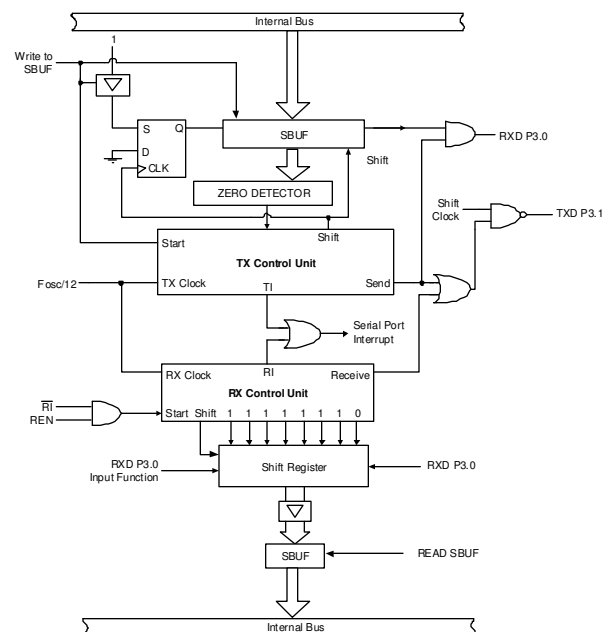 Internal Bus
1
Write to
SBUF
S Q
D
CLK
SBUF
Shift
RXD P3.0
ZERO DETECTOR
Shift
Clock
TXD P3.1
Start
Shift
TX Control Unit
Fosc/12
TX Clock
TI
Send
Serial Port
Interrupt
RX Clock
RI
Receive
RX Control Unit
RI
REN
Start Shift 1 1 1 1 1 1 1 0
RXD P3.0
Input Function
Shift Register
RXD P3.0
SBUF
READ SBUF
Internal Bus